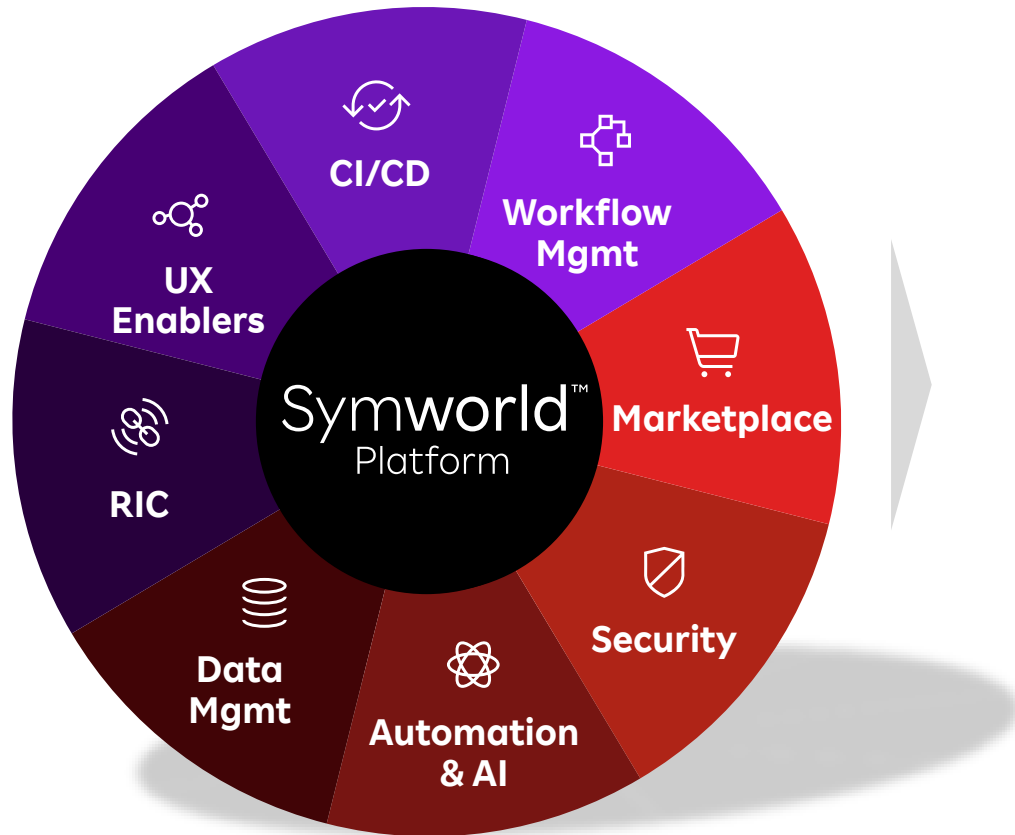 CI/CD
Workflow
Mgmt
UX
Enablers
Symworld™
Platform
Marketplace
RIC
Security
Data
Mgmt
Automation
& AI